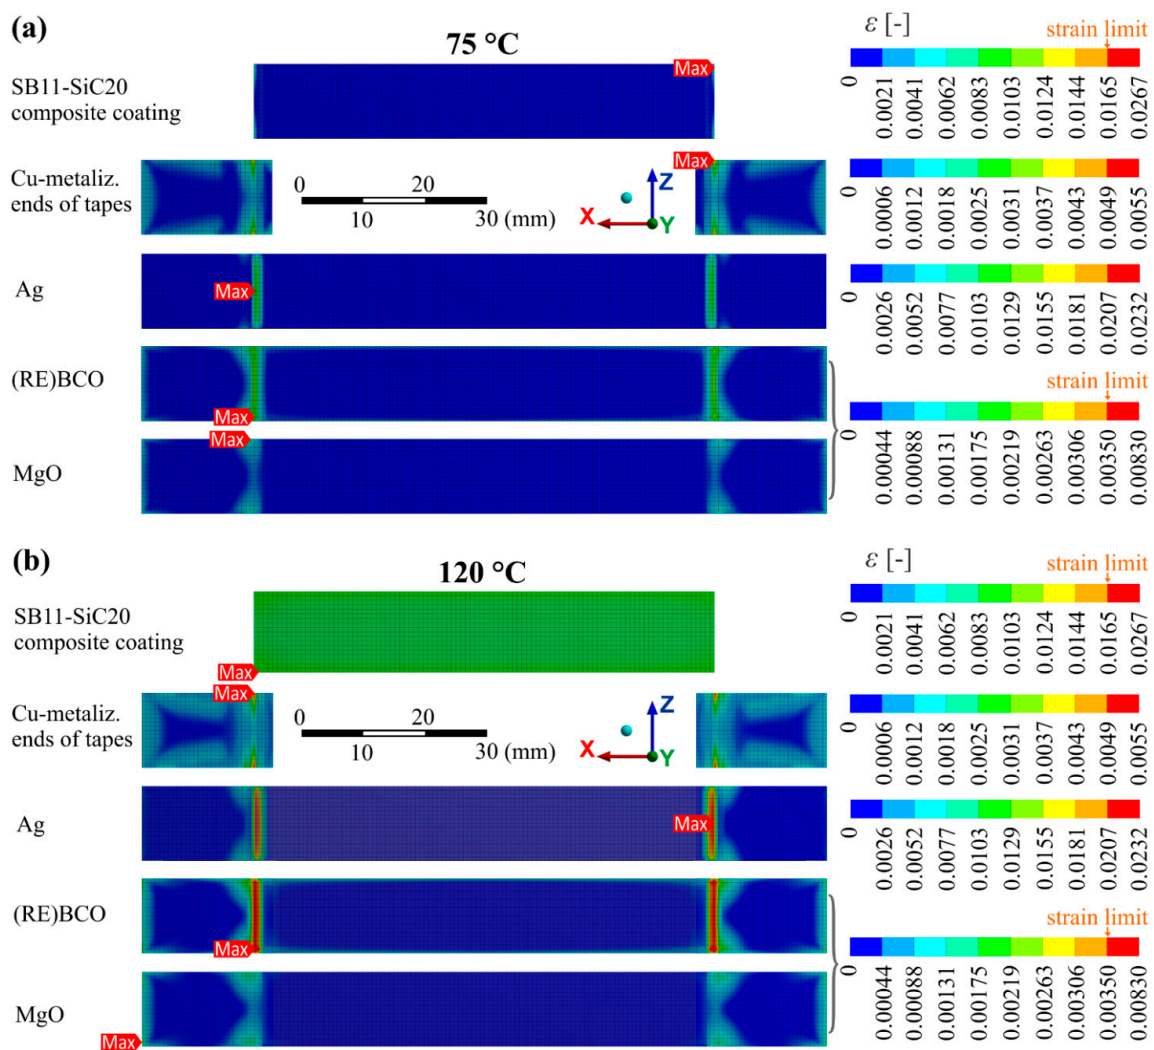 (a)
75 °C
ε [-]
strain limit
SB11-SiC20
composite coating
Max
0 0.0021 0.0041 0.0062 0.0083 0.0103 0.0124 0.0144 0.0165 0.0267
Cu-metaliz.
ends of tapes
Max
0 20
10 30 (mm)
Z
X
Y
0 0.0006 0.0012 0.0018 0.0025 0.0031 0.0037 0.0043 0.0049 0.0055
Ag
Max
0 0.0026 0.0052 0.0077 0.0103 0.0129 0.0155 0.0181 0.0207 0.0232
(RE)BCO
Max
strain limit
MgO
Max
0 0.00044 0.00088 0.00131 0.00175 0.00219 0.00263 0.00306 0.00350 0.00830
(b)
120 °C
ε [-]
strain limit
SB11-SiC20
composite coating
Max
0 0.0021 0.0041 0.0062 0.0083 0.0103 0.0124 0.0144 0.0165 0.0267
Cu-metaliz.
ends of tapes
Max
0 20
10 30 (mm)
Z
X
Y
0 0.0006 0.0012 0.0018 0.0025 0.0031 0.0037 0.0043 0.0049 0.0055
Ag
Max
0 0.0026 0.0052 0.0077 0.0103 0.0129 0.0155 0.0181 0.0207 0.0232
(RE)BCO
Max
strain limit
MgO
Max
0 0.00044 0.00088 0.00131 0.00175 0.00219 0.00263 0.00306 0.00350 0.00830